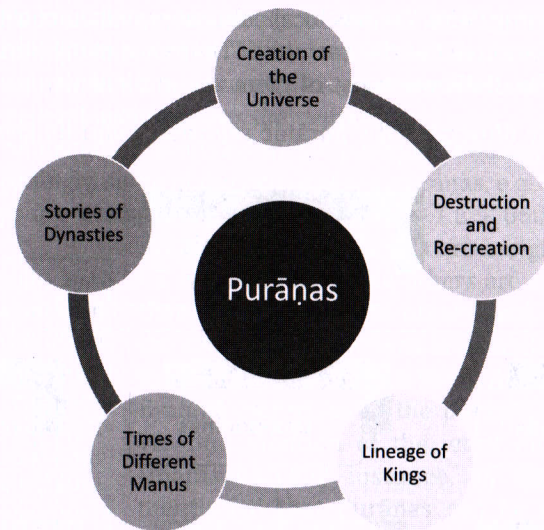 Creation of
the
Universe
Destruction
and
Re-creation
Lineage of
Kings
Times of
Different
Manus
Stories of
Dynasties
Purāṇas